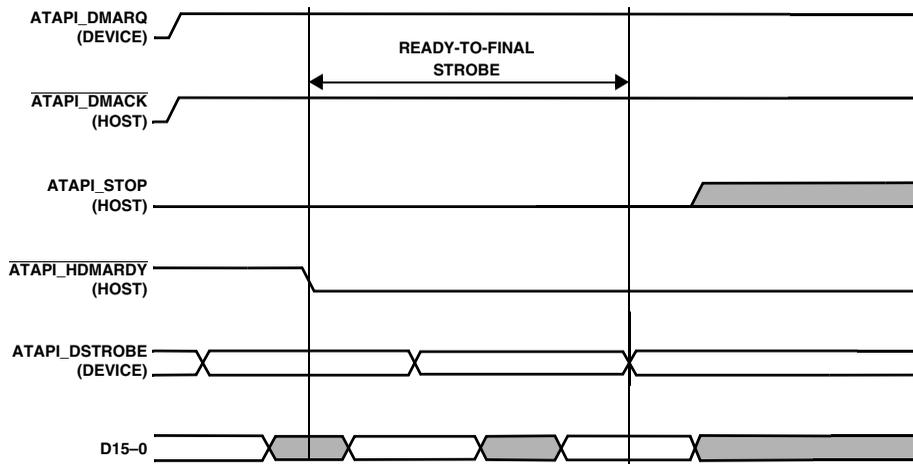 ATAPI_DMARQ
(DEVICE)
READY-TO-FINAL
STROBE
ATAPI_DMACK
(HOST)
ATAPI_STOP
(HOST)
ATAPI_HDMARDY
(HOST)
ATAPI_DSTROBE
(DEVICE)
D15–0